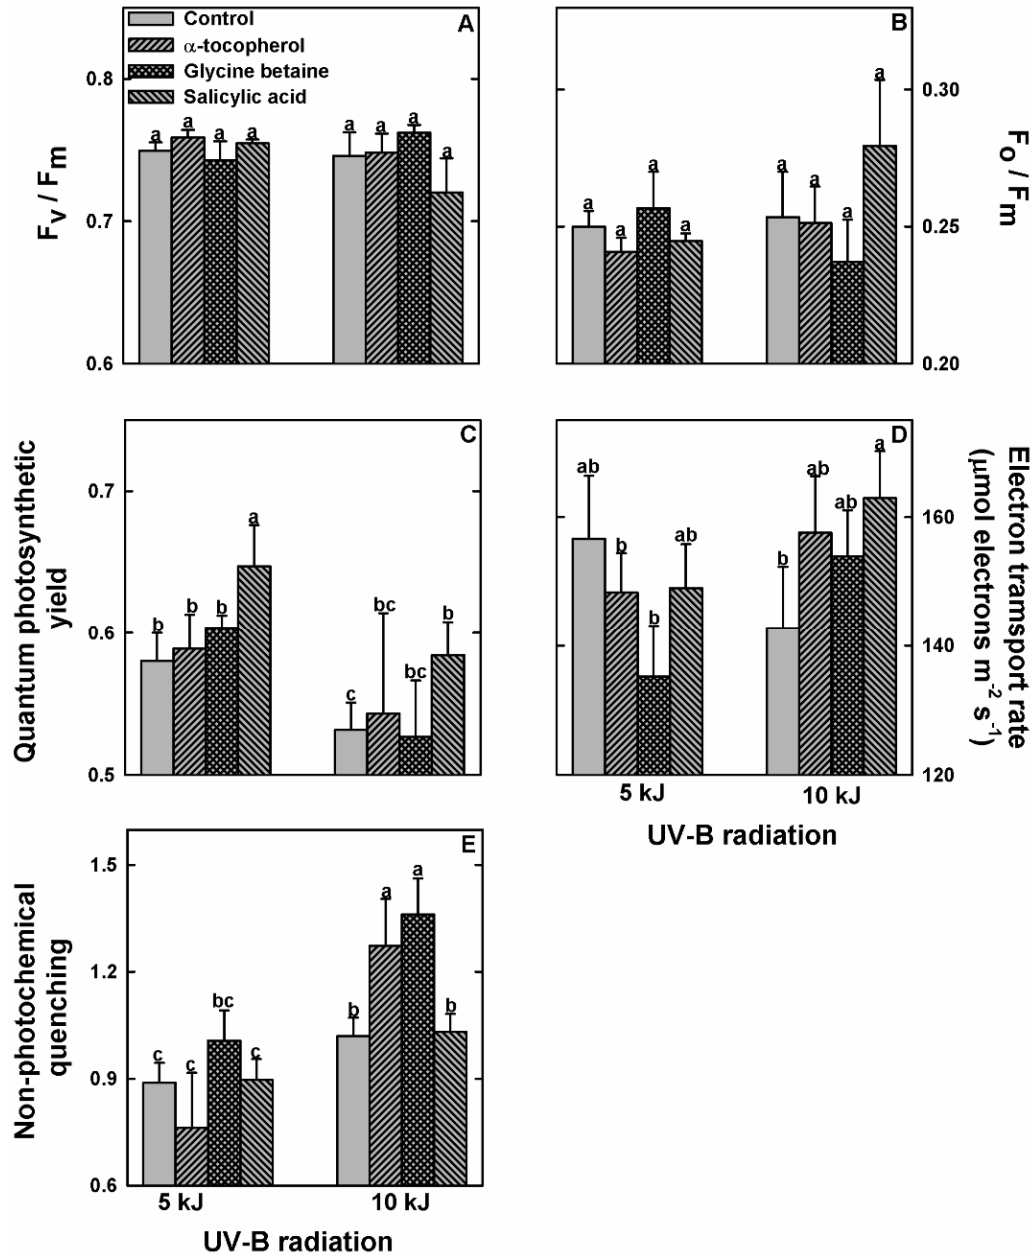 Control
α-tocopherol
Glycine betaine
Salicylic acid
A
0.8
0.7
0.6
Fv / Fm
a a a a
a a a a
B
0.30
0.25
0.20
Fo / Fm
a a a a
a a a a
C
0.7
0.6
0.5
Quantum photosynthetic
yield
b b b a
c bc bc b
D
160
140
120
Electron transport rate
(μmol electrons m⁻² s⁻¹)
ab b b ab
b ab ab a
5 kJ 10 kJ
UV-B radiation
E
1.5
1.2
0.9
0.6
Non-photochemical
quenching
c c bc c
b a a b
5 kJ 10 kJ
UV-B radiation